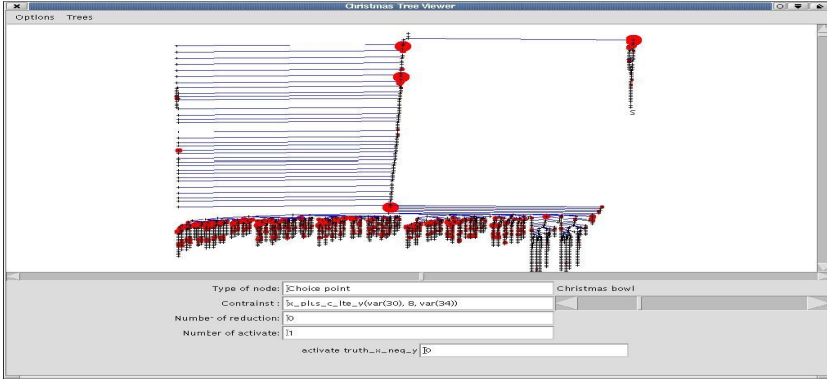 Christmas Tree Viewer
Options Trees
S
Type of node: Choice point Christmas bowl
Contrainst : x_plus_c_lte_y(var(30), 8, var(34))
Number of reduction: 0
Number of activate: 1
activate truth_x_neq_y 0